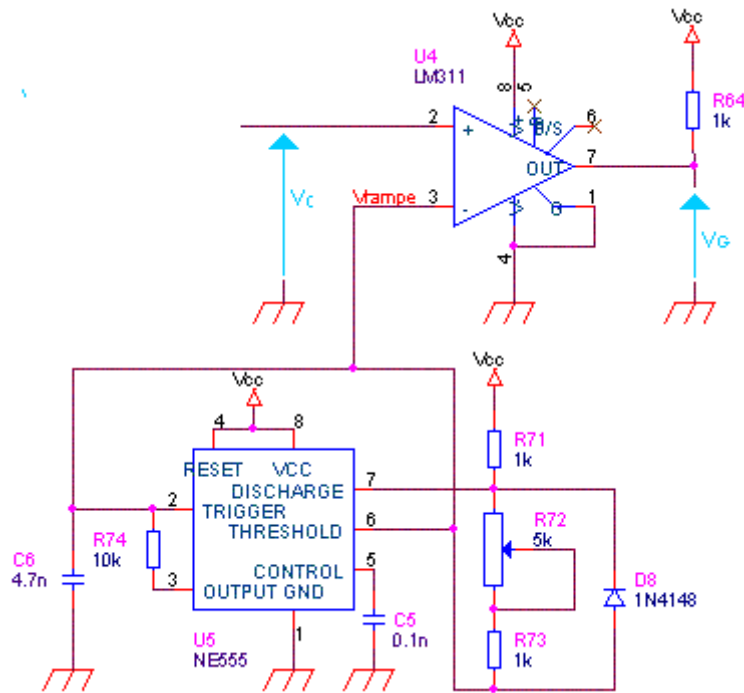 Vcc
Vcc
U4
LM311
8
5
R64
1k
2
+
B/S
6
OUT
7
Vrampe
3
-
G
1
4
VC
VG
Vcc
Vcc
4
8
RESET
VCC
R71
1k
DISCHARGE
7
2
TRIGGER
THRESHOLD
6
R72
5k
R74
10k
C6
4.7n
CONTROL
5
3
OUTPUT
GND
D8
1N4148
1
C5
0.1n
R73
1k
U5
NE555